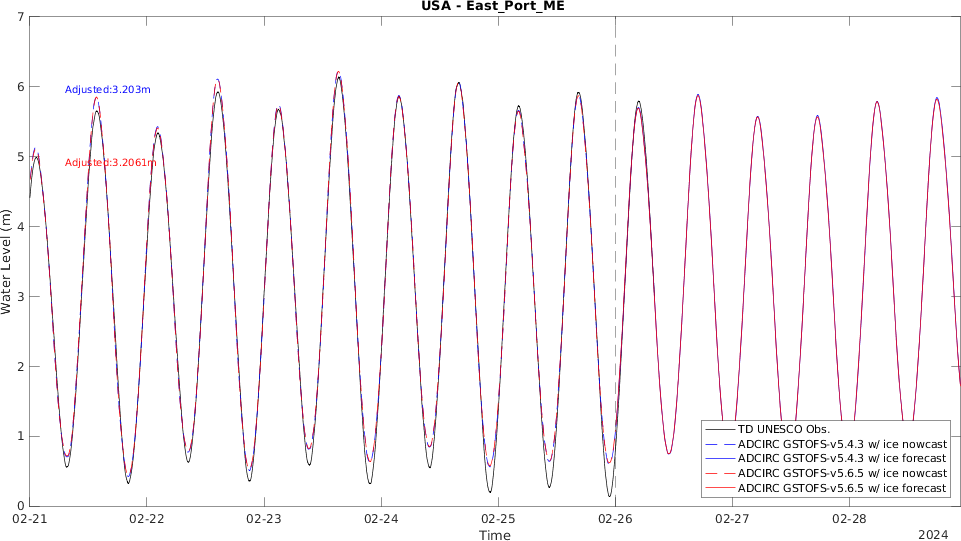 USA - East_Port_ME
7
6
5
4
3
2
1
0
Water Level (m)
Adjusted:3.203m
Adjusted:3.2061m
TD UNESCO Obs.
ADCIRC GSTOFS-v5.4.3 w/ ice nowcast
ADCIRC GSTOFS-v5.4.3 w/ ice forecast
ADCIRC GSTOFS-v5.6.5 w/ ice nowcast
ADCIRC GSTOFS-v5.6.5 w/ ice forecast
02-21 02-22 02-23 02-24 02-25 02-26 02-27 02-28
Time
2024